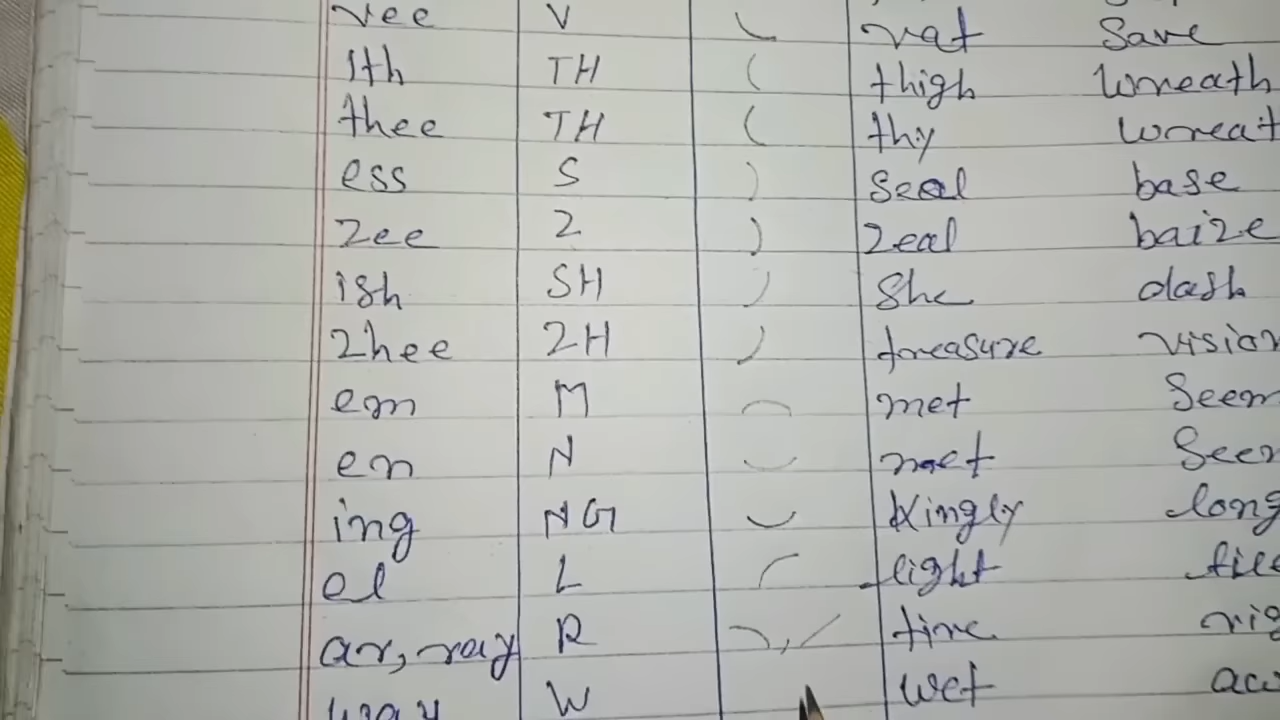 vee V vat Save
ith TH thigh wreath
thee TH thy wreat
ess S Seal base
Zee Z Zeal baize
ish SH She dash
Zhee ZH treasure vision
em M met Seem
en N net Seen
ing NG Kingly long
el L light
ar, ray R
way W wet